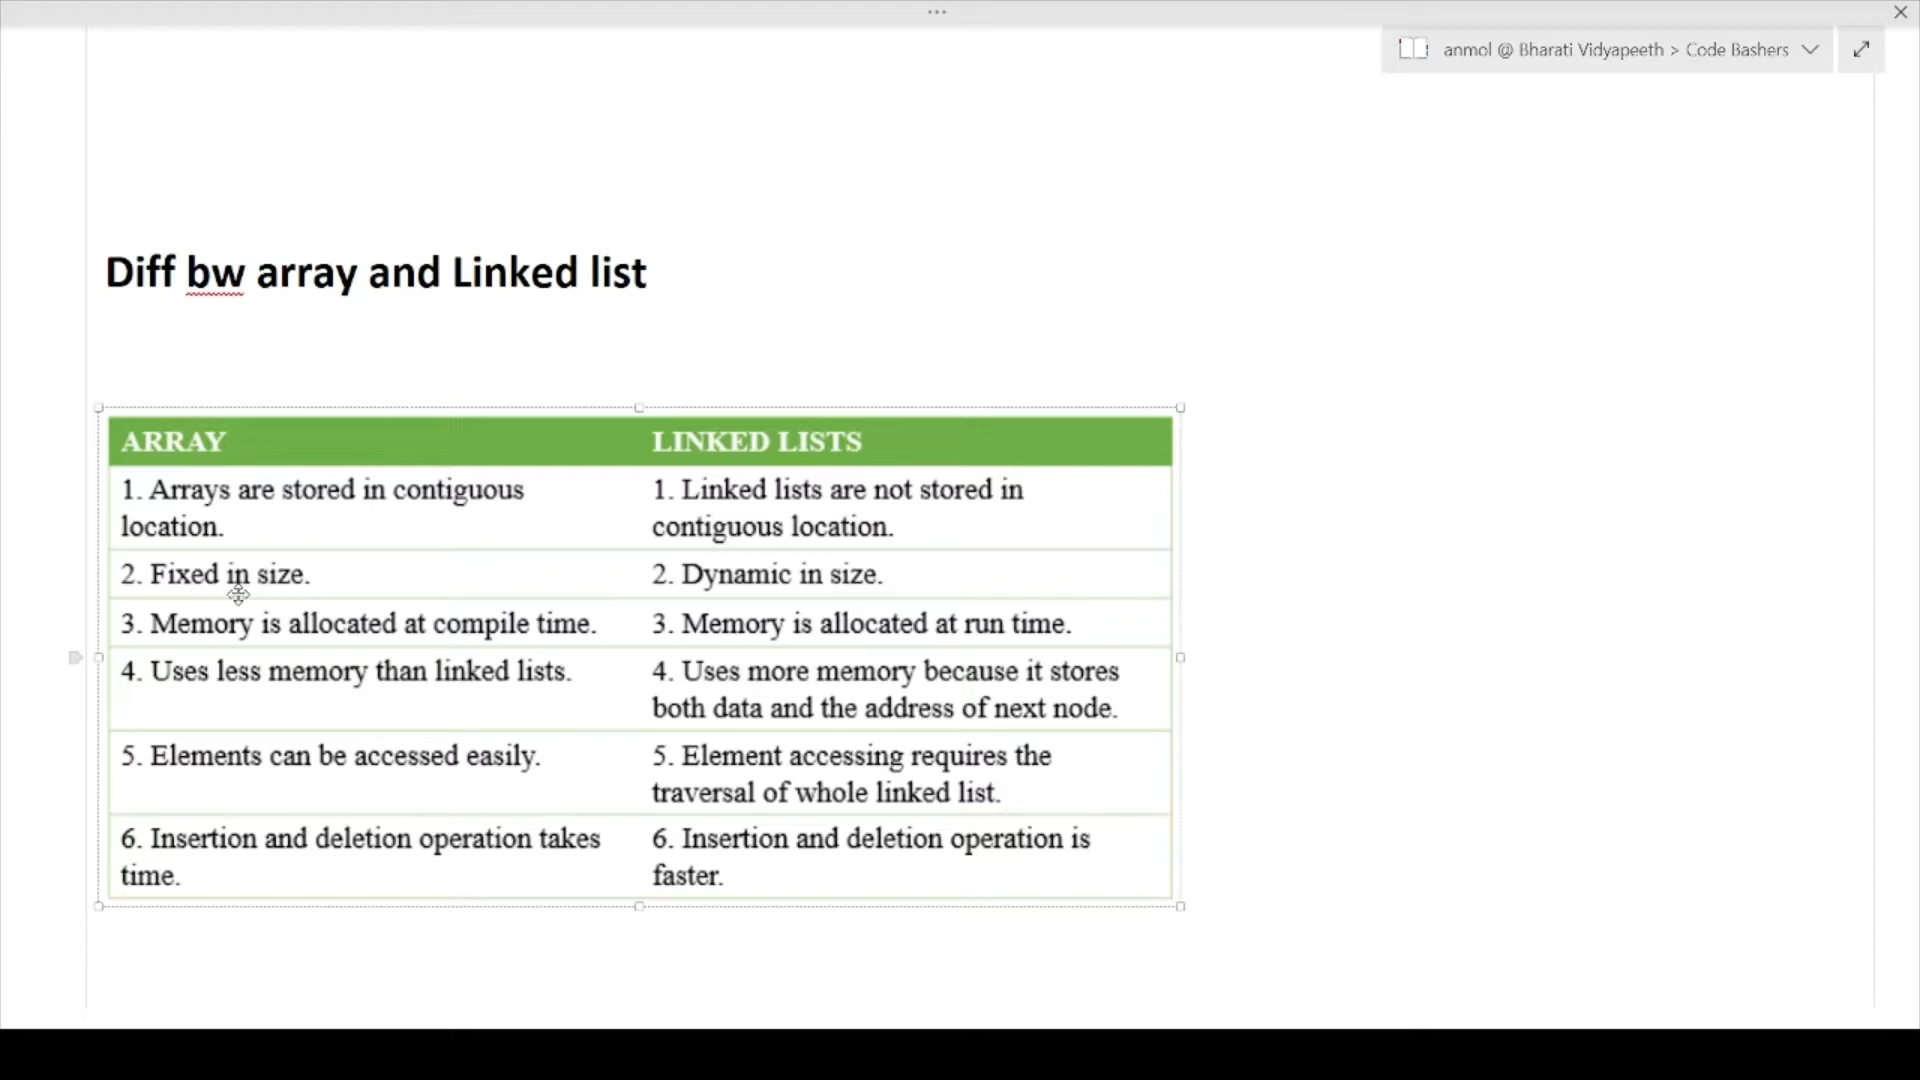 anmol @ Bharati Vidyapeeth > Code Bashers
Diff bw array and Linked list
ARRAY
LINKED LISTS
1. Arrays are stored in contiguous
location.
1. Linked lists are not stored in
contiguous location.
2. Fixed in size.
2. Dynamic in size.
3. Memory is allocated at compile time.
3. Memory is allocated at run time.
4. Uses less memory than linked lists.
4. Uses more memory because it stores
both data and the address of next node.
5. Elements can be accessed easily.
5. Element accessing requires the
traversal of whole linked list.
6. Insertion and deletion operation takes
time.
6. Insertion and deletion operation is
faster.